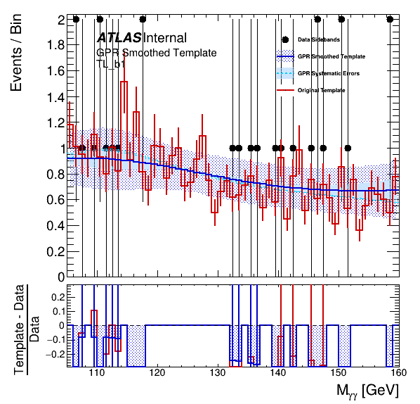 Events / Bin
2
1.8
1.6
1.4
1.2
1
0.8
0.6
0.4
0.2
0
ATLAS Internal
GPR Smoothed Template
TL_b1
Data Sidebands
GPR Smoothed Template
GPR Systematic Errors
Original Template
Template - Data
Data
0.2
0.1
0
−0.1
−0.2
110 120 130 140 150 160
Mγγ [GeV]